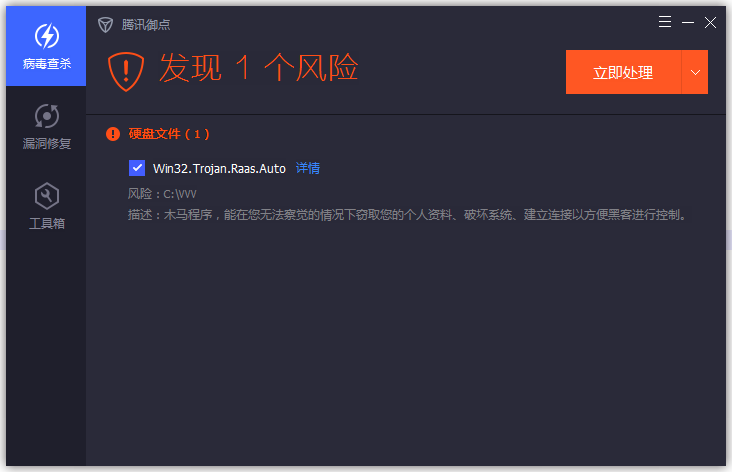 腾讯御点
发现 1 个风险
立即处理
病毒查杀
漏洞修复
工具箱
硬盘文件 ( 1 )
Win32.Trojan.Raas.Auto 详情
风险：C:\VVV
描述：木马程序，能在您无法察觉的情况下窃取您的个人资料、破坏系统、建立连接以方便黑客进行控制。